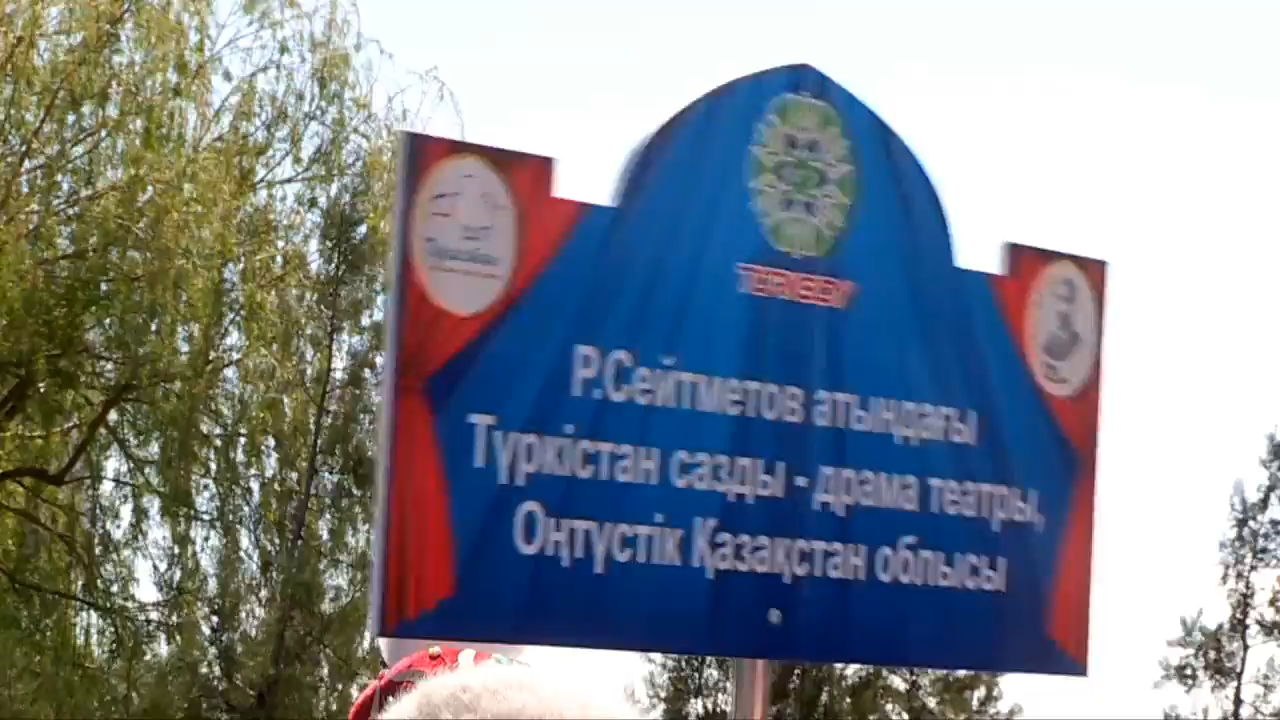 Р.Сейтметов атындағы
Түркістан сазды - драма театры,
Оңтүстік Қазақстан облысы